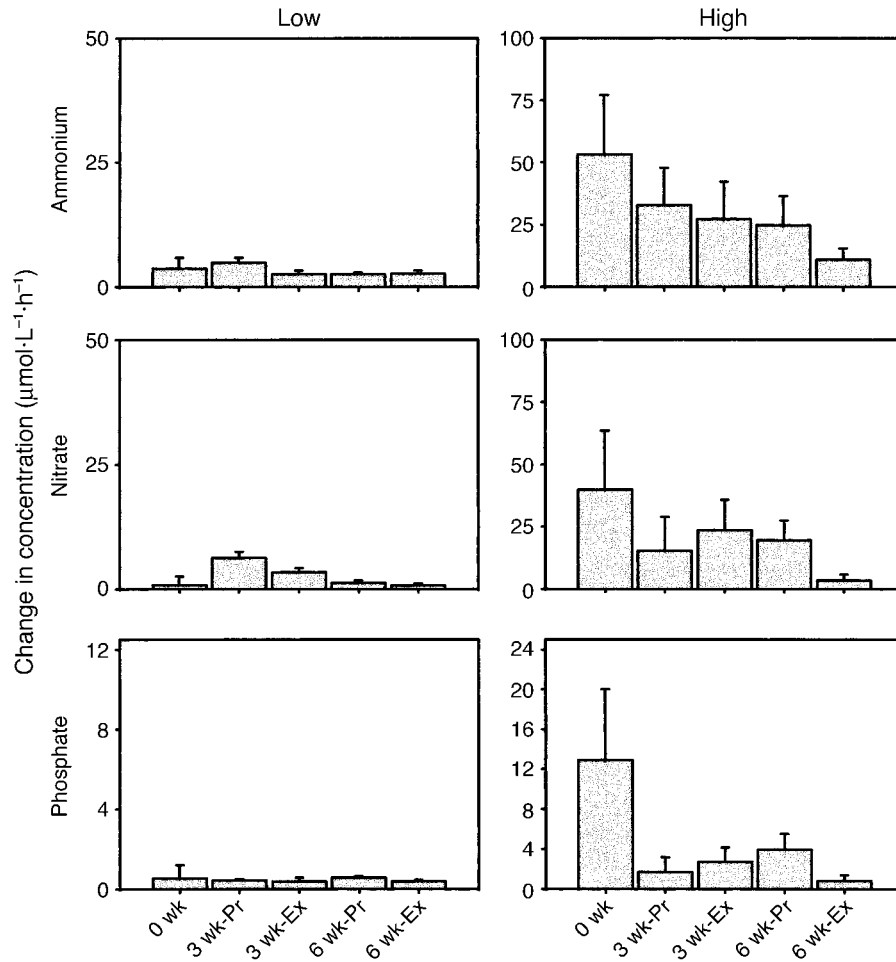 Low
High
Change in concentration (µmol·L⁻¹·h⁻¹)
Ammonium
50
25
0
100
75
50
25
0
Nitrate
50
25
0
100
75
50
25
0
Phosphate
12
8
4
0
24
20
16
12
8
4
0
0 wk
3 wk-Pr
3 wk-Ex
6 wk-Pr
6 wk-Ex
0 wk
3 wk-Pr
3 wk-Ex
6 wk-Pr
6 wk-Ex